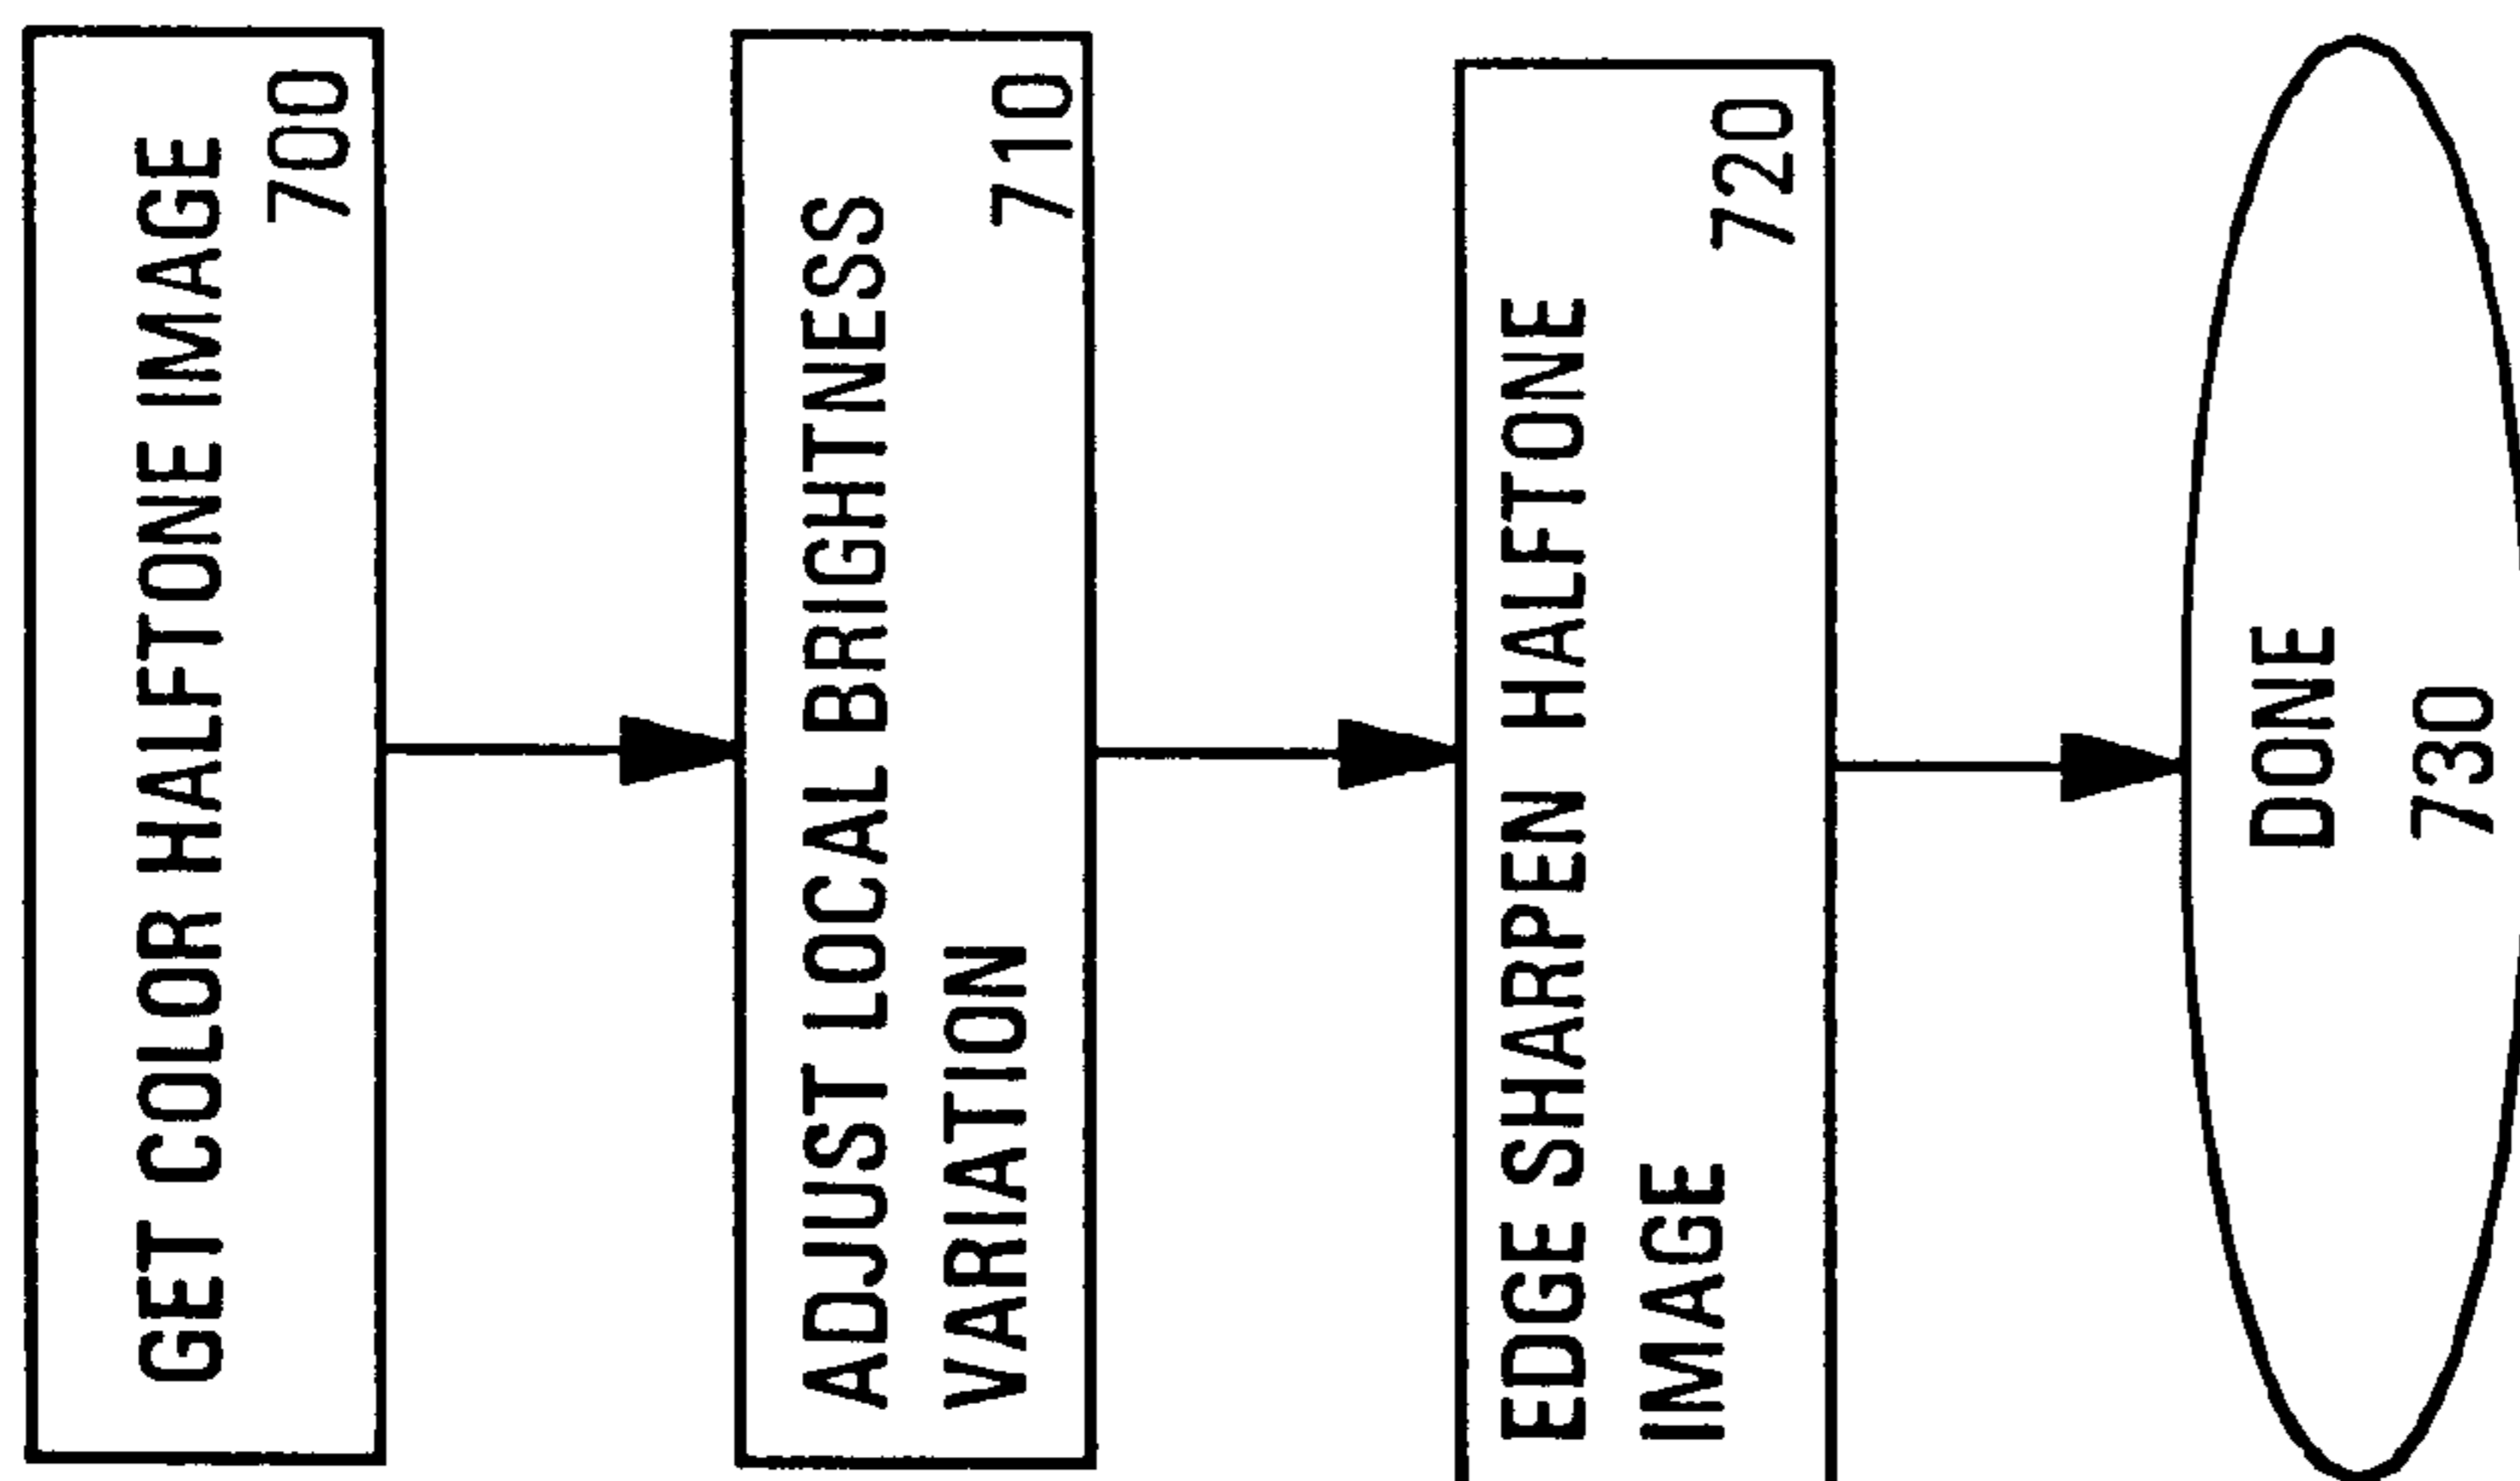 GET COLOR HALFTONE IMAGE
700
ADJUST LOCAL BRIGHTNESS
VARIATION
710
EDGE SHARPEN HALFTONE
IMAGE
720
DONE
730